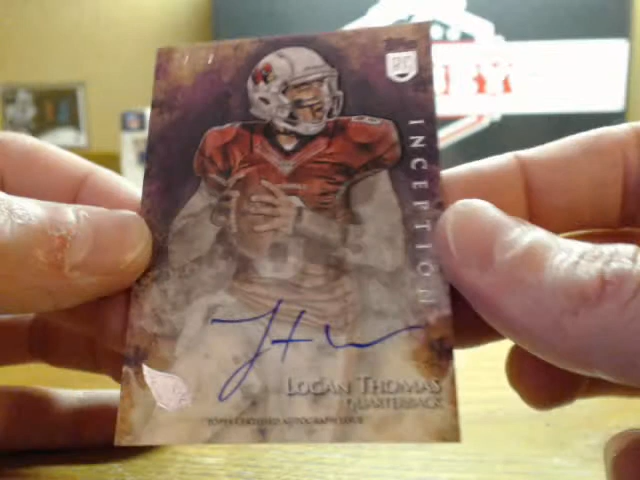 RC
INCEPTION
LOGAN THOMAS
QUARTERBACK
TOPPS CERTIFIED AUTOGRAPH ISSUE